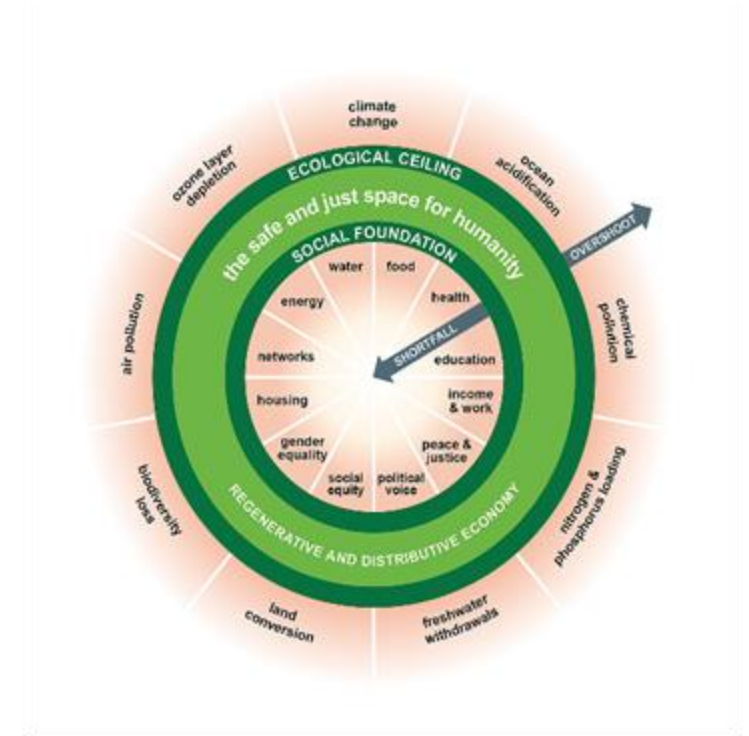 climate
change
ocean
acidification
chemical
pollution
nitrogen &
phosphorus loading
freshwater
withdrawals
land
conversion
biodiversity
loss
air pollution
ozone layer
depletion
OVERSHOOT
ECOLOGICAL CEILING
the safe and just space for humanity
SOCIAL FOUNDATION
water
food
health
SHORTFALL
education
income
& work
peace &
justice
political
voice
social
equity
gender
equality
housing
networks
energy
REGENERATIVE AND DISTRIBUTIVE ECONOMY